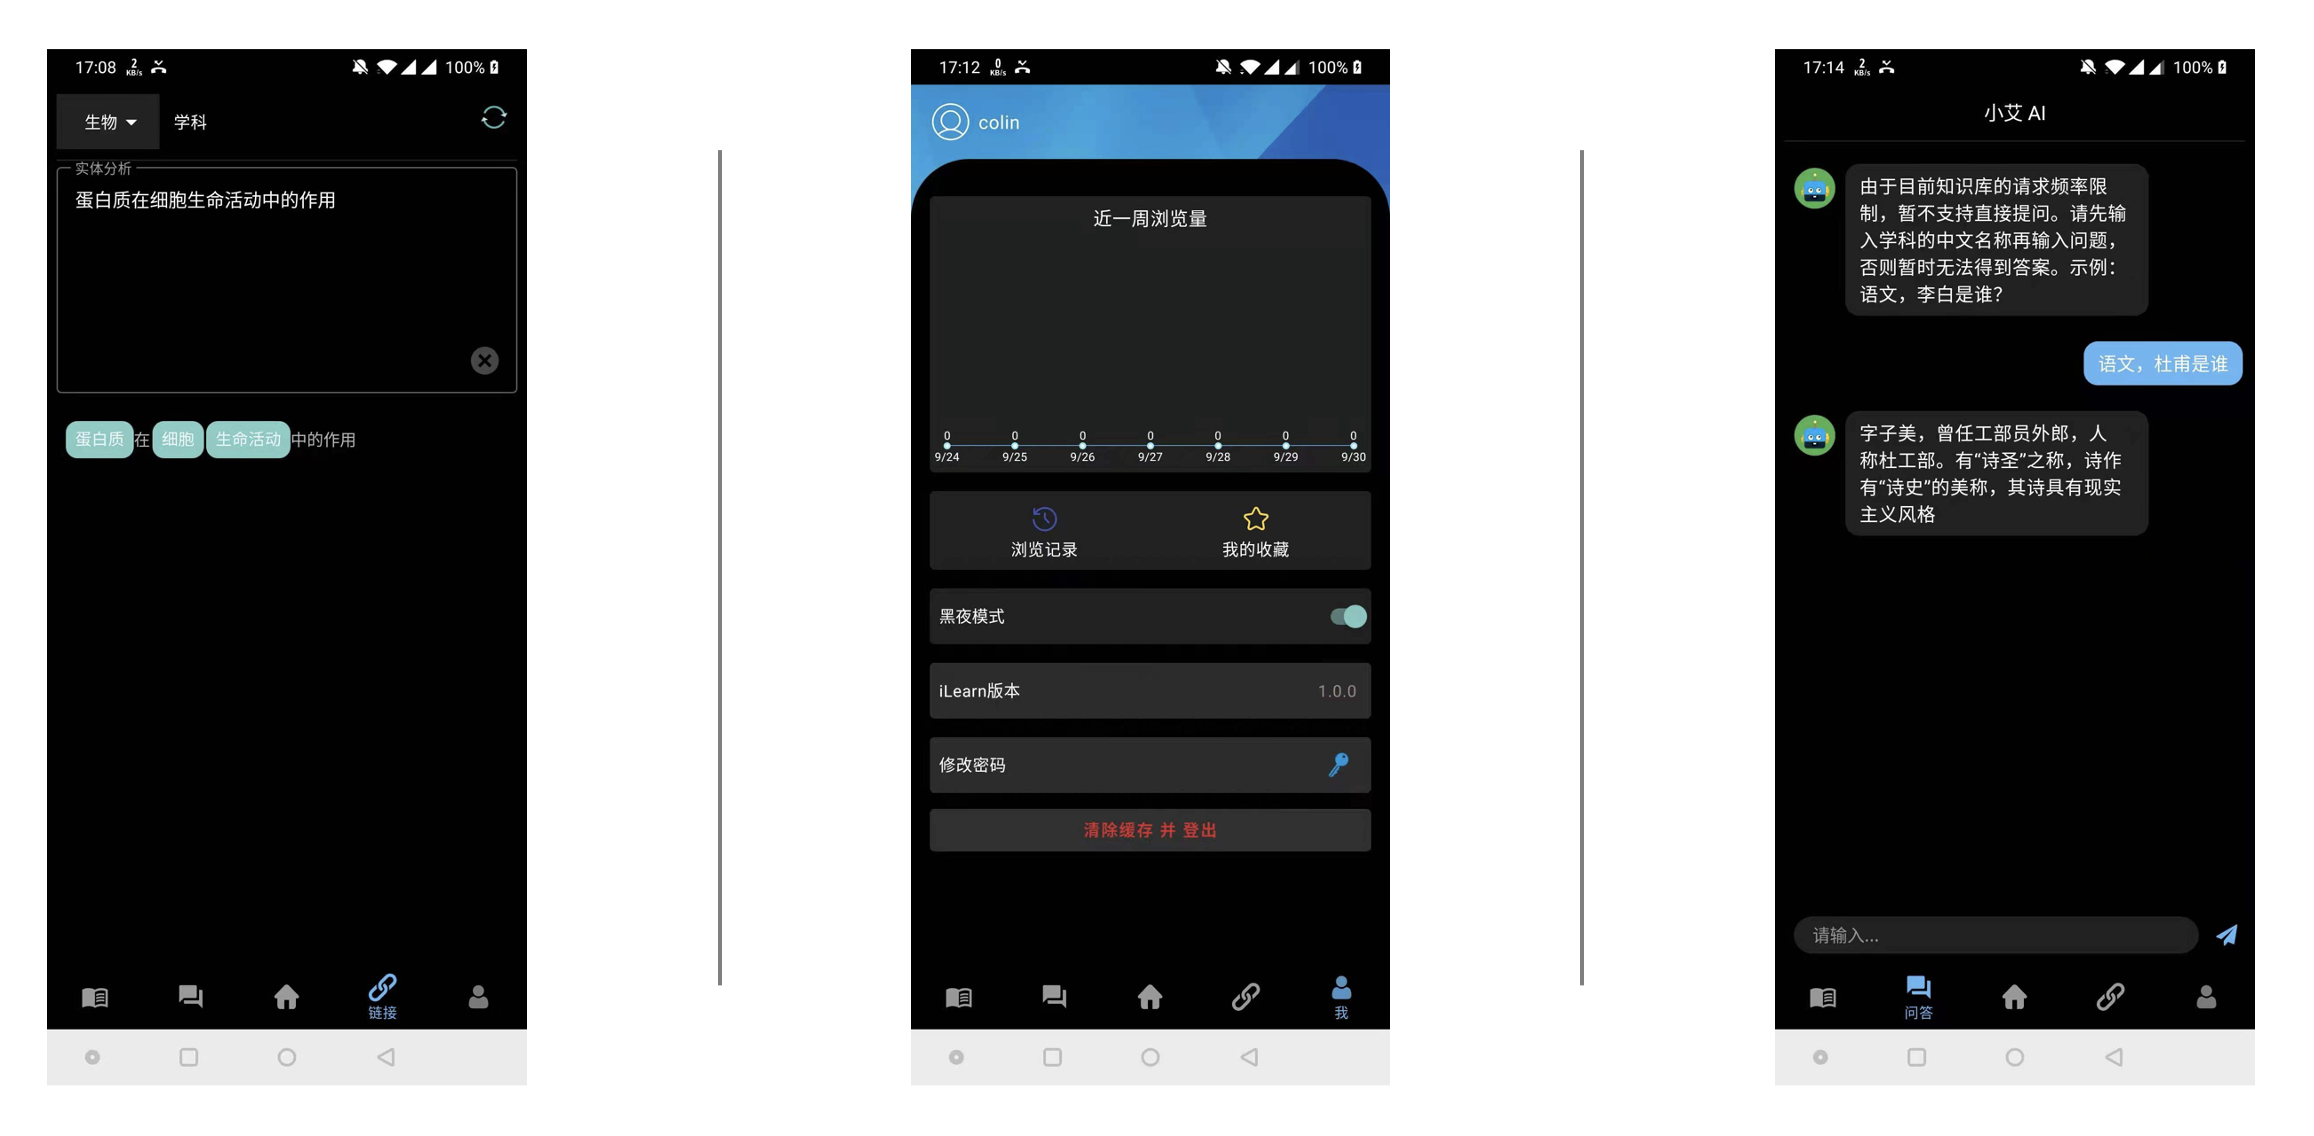 17:08 2 KB/s 100%
生物 学科
实体分析
蛋白质在细胞生命活动中的作用
蛋白质在细胞生命活动中的作用
链接
17:12 0 KB/s 100%
colin
近一周浏览量
0 0 0 0 0 0 0
9/24 9/25 9/26 9/27 9/28 9/29 9/30
浏览记录 我的收藏
黑夜模式
iLearn版本 1.0.0
修改密码
清除缓存 并 登出
我
17:14 2 KB/s 100%
小艾 AI
由于目前知识库的请求频率限
制，暂不支持直接提问。请先输
入学科的中文名称再输入问题，
否则暂时无法得到答案。示例：
语文，李白是谁？
语文，杜甫是谁
字子美，曾任工部员外郎，人
称杜工部。有“诗圣”之称，诗作
有“诗史”的美称，其诗具有现实
主义风格
请输入...
问答